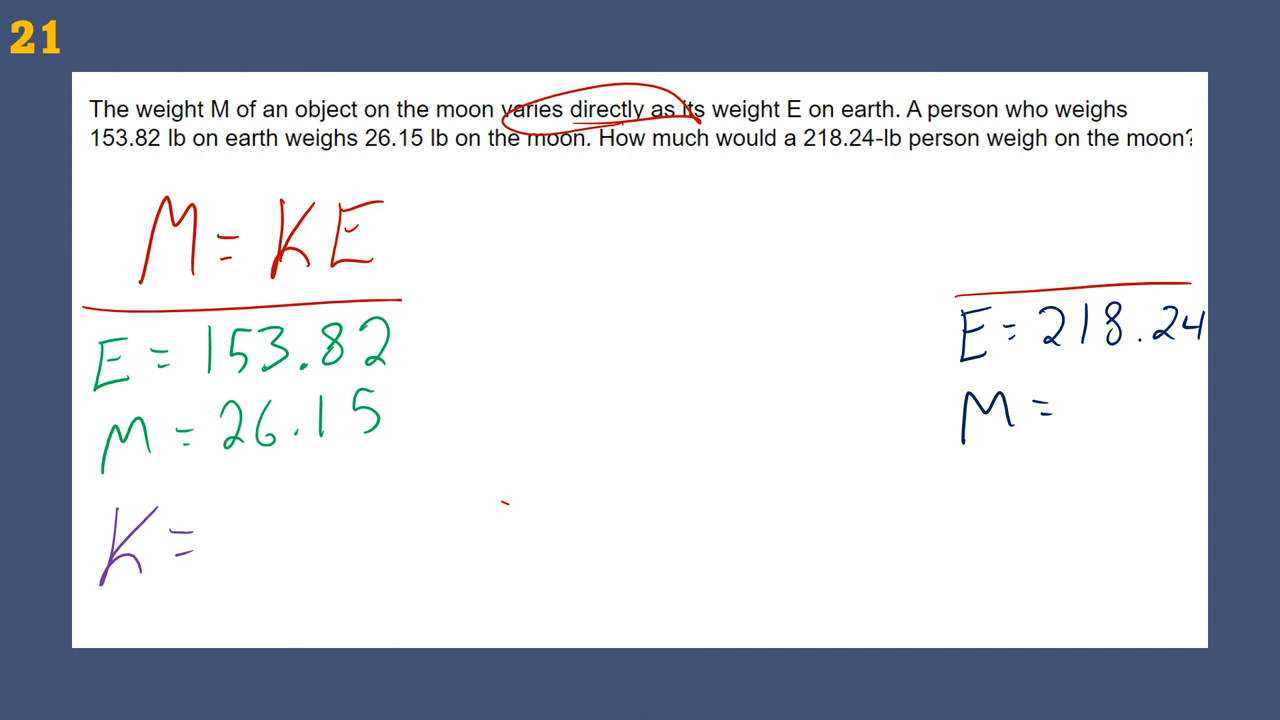 21
The weight M of an object on the moon varies directly as its weight E on earth. A person who weighs
153.82 lb on earth weighs 26.15 lb on the moon. How much would a 218.24-lb person weigh on the moon?
M = KE
E = 153.82
M = 26.15
K =
E = 218.24
M =